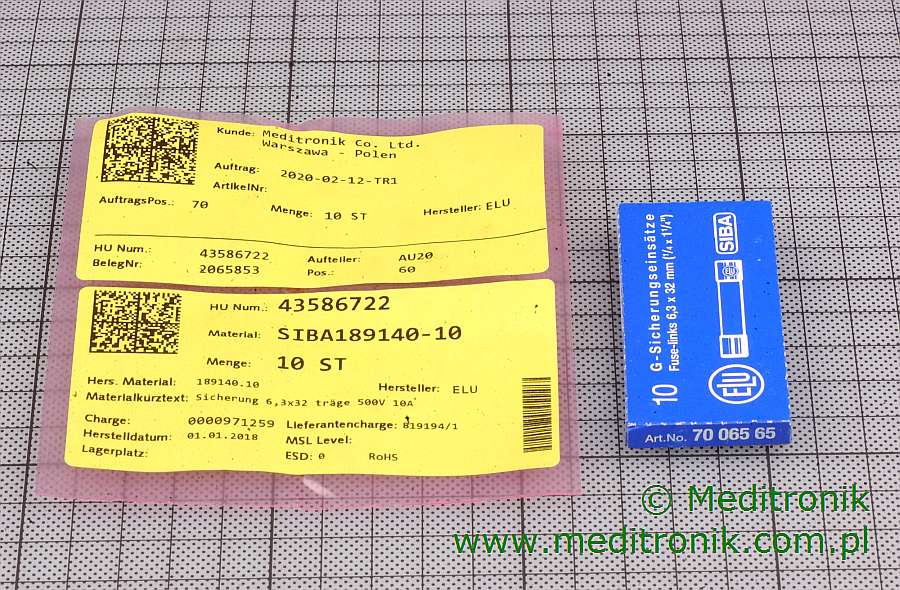 Kunde: Meditronik Co. Ltd.
Warszawa - Polen
Auftrag: 2020-02-12-TR1
ArtikelNr:
AuftragsPos.: 70 Menge: 10 ST Hersteller: ELU
HU Num.: 43586722 Aufteiler: AU20
BelegNr: 2065853 Pos.: 60
HU Num.: 43586722
Material: SIBA189140-10
Menge: 10 ST
Hers. Material: 189140.10 Hersteller: ELU
Materialkürztext: Sicherung 6,3x32 träge 500V 10A
Charge: 0000971259 Lieferantencharge: 819194/1
Herstelldatum: 01.01.2018 MSL Level:
Lagerplatz: ESD: 0 RoHS
10 G-Sicherungseinsätze
Fuse-links 6,3 x 32 mm (¼ x 1¼")
ELU
ELU
SIBA
Art.No. 70 065 65
© Meditronik
www.meditronik.com.pl